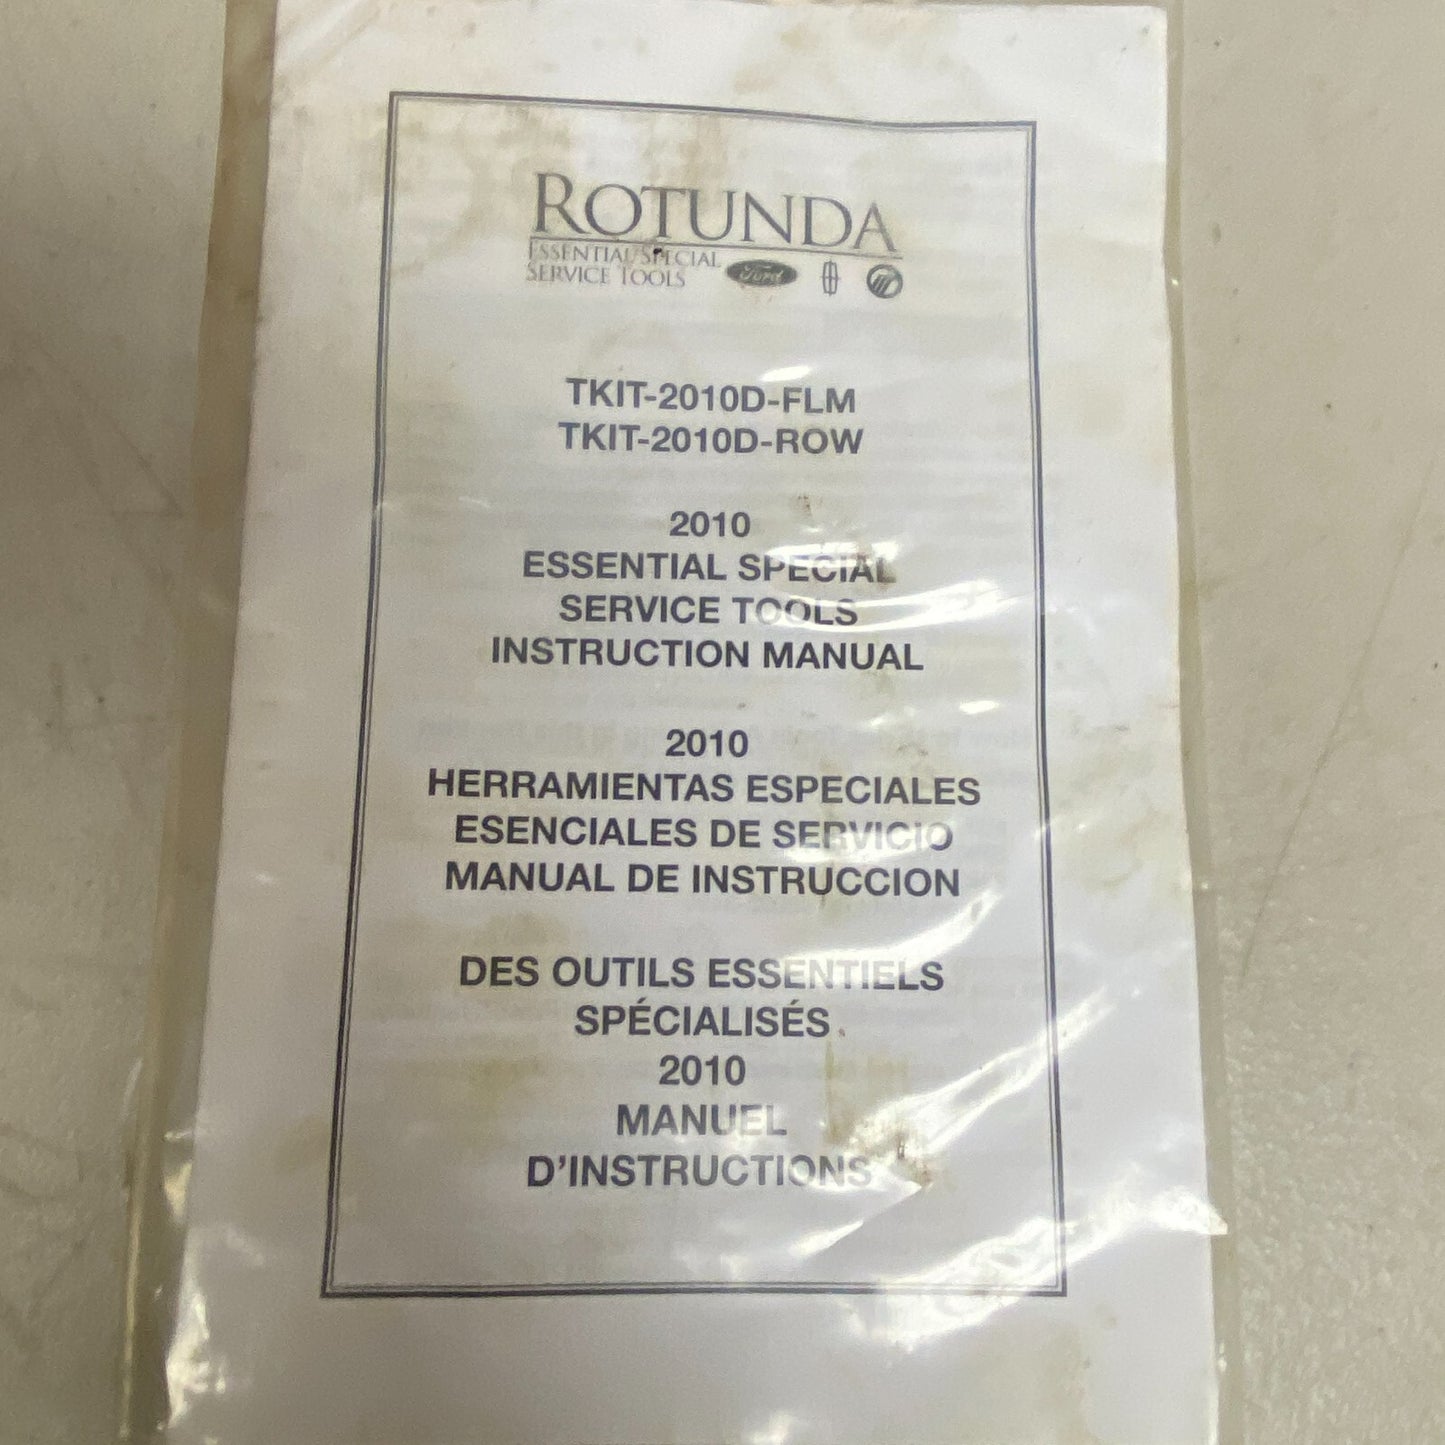 ROTUNDA
ESSENTIAL SPECIAL
SERVICE TOOLS
Ford
TKIT-2010D-FLM
TKIT-2010D-ROW
2010
ESSENTIAL SPECIAL
SERVICE TOOLS
INSTRUCTION MANUAL
2010
HERRAMIENTAS ESPECIALES
ESENCIALES DE SERVICIO
MANUAL DE INSTRUCCION
DES OUTILS ESSENTIELS
SPÉCIALISÉS
2010
MANUEL
D'INSTRUCTIONS